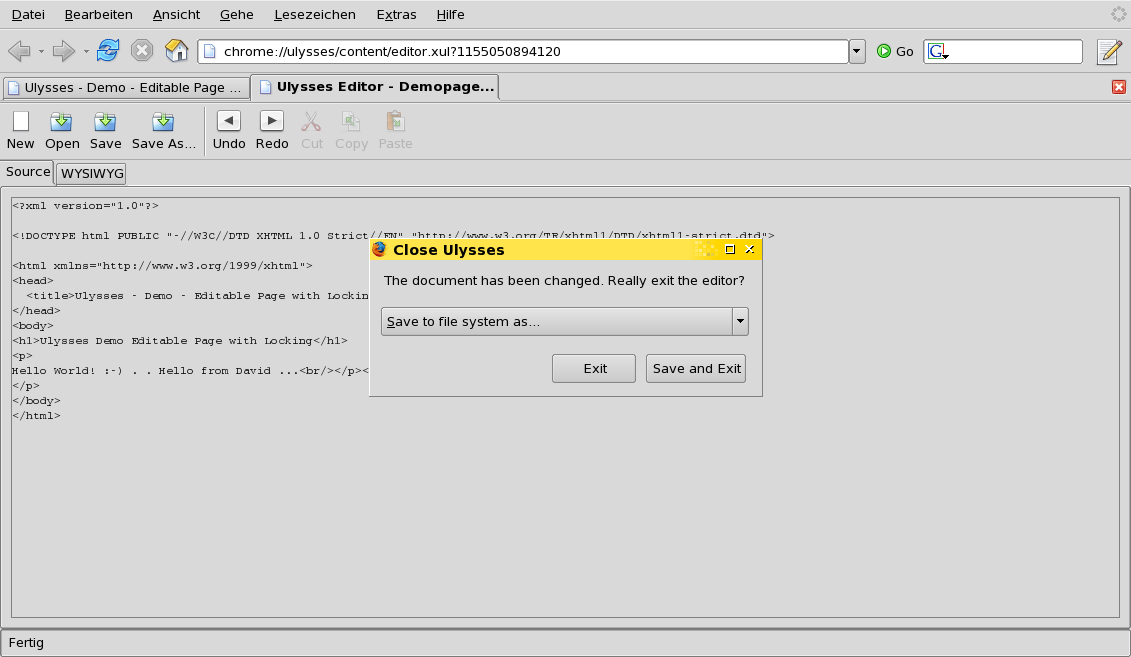 Datei Bearbeiten Ansicht Gehe Lesezeichen Extras Hilfe
chrome://ulysses/content/editor.xul?1155050894120 Go G
Ulysses - Demo - Editable Page ... Ulysses Editor - Demopage...
New Open Save Save As... Undo Redo Cut Copy Paste
Source WYSIWYG
<?xml version="1.0"?>
<!DOCTYPE html PUBLIC "-//W3C//DTD XHTML 1.0 Strict//EN" "http://www.w3.org/TR/xhtml1/DTD/xhtml1-strict.dtd">
<html xmlns="http://www.w3.org/1999/xhtml">
<head>
<title>Ulysses - Demo - Editable Page with Lockin
</head>
<body>
<h1>Ulysses Demo Editable Page with Locking</h1>
<p>
Hello World! :-) . . Hello from David ...<br/></p><
</p>
</body>
</html>
Close Ulysses
The document has been changed. Really exit the editor?
Save to file system as...
Exit Save and Exit
Fertig